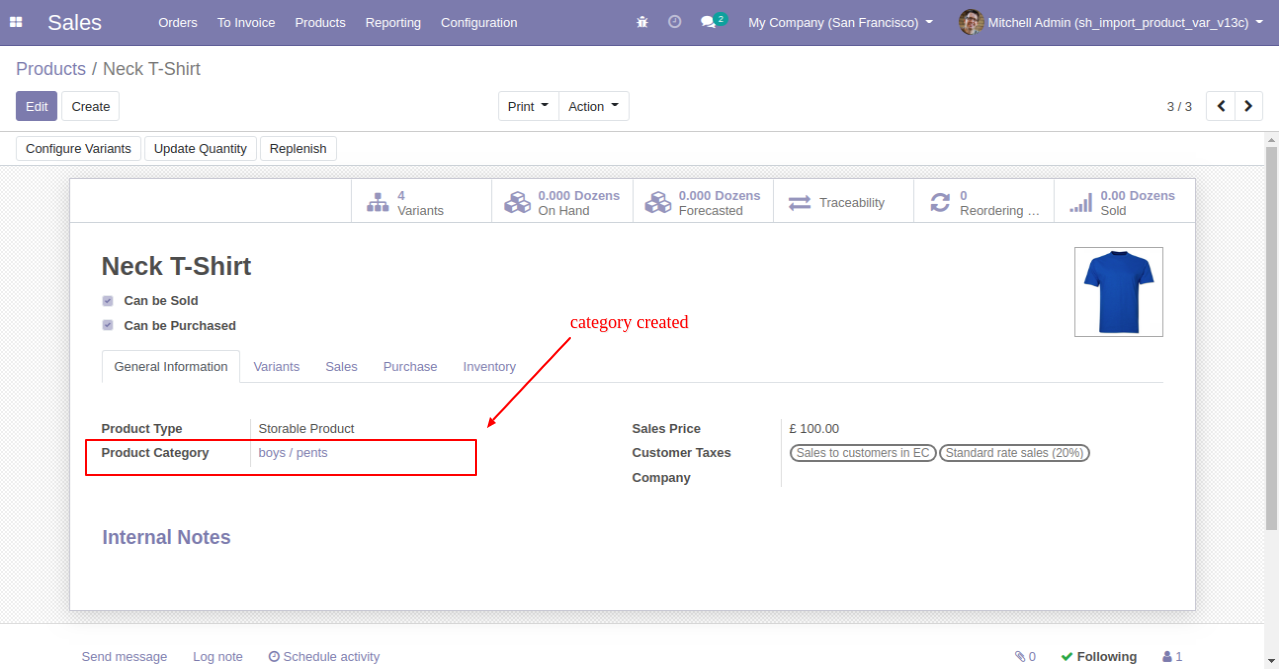 Sales Orders To Invoice Products Reporting Configuration 2 My Company (San Francisco) Mitchell Admin (sh_import_product_var_v13c)
Products / Neck T-Shirt
Edit Create Print Action 3 / 3
Configure Variants Update Quantity Replenish
4 0.000 Dozens 0.000 Dozens Traceability 0 0.00 Dozens
Variants On Hand Forecasted Reordering ... Sold
Neck T-Shirt
Can be Sold
Can be Purchased
category created
General Information Variants Sales Purchase Inventory
Product Type Storable Product Sales Price £ 100.00
Product Category boys / pents Customer Taxes Sales to customers in EC Standard rate sales (20%)
Company
Internal Notes
Send message Log note Schedule activity 0 Following 1